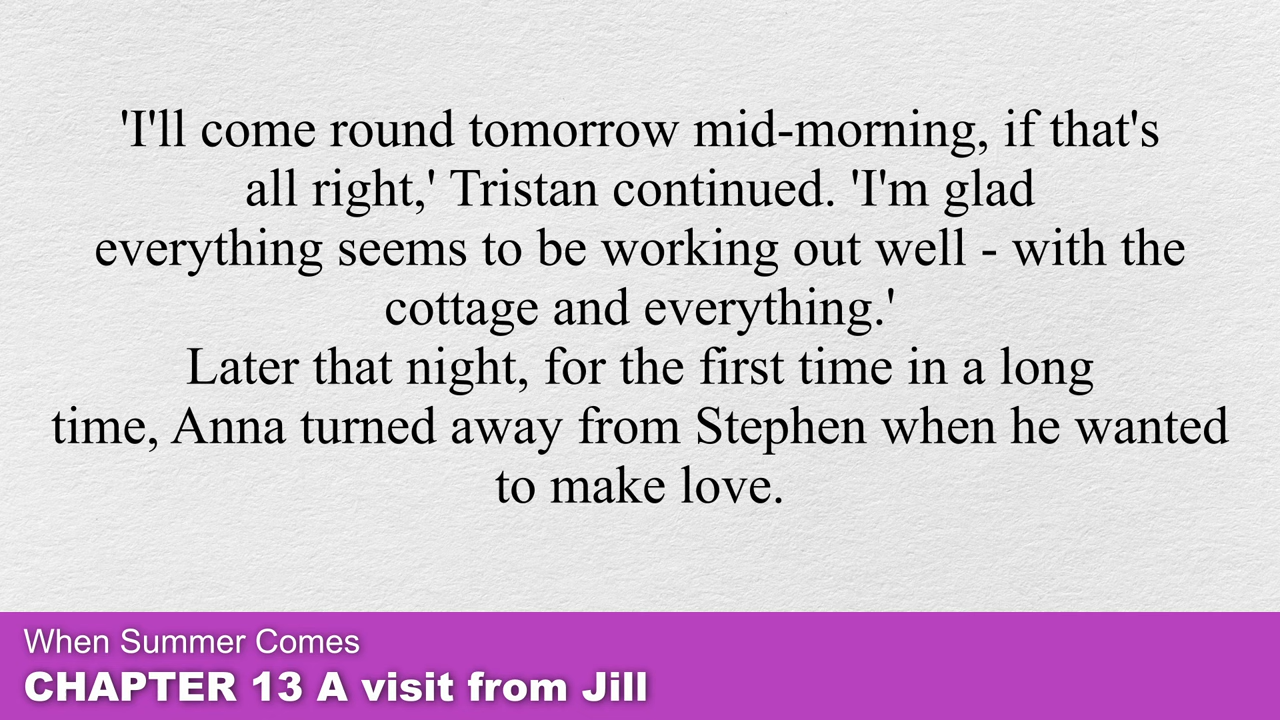 'I'll come round tomorrow mid-morning, if that's
all right,' Tristan continued. 'I'm glad
everything seems to be working out well - with the
cottage and everything.'
Later that night, for the first time in a long
time, Anna turned away from Stephen when he wanted
to make love.
When Summer Comes
CHAPTER 13 A visit from Jill